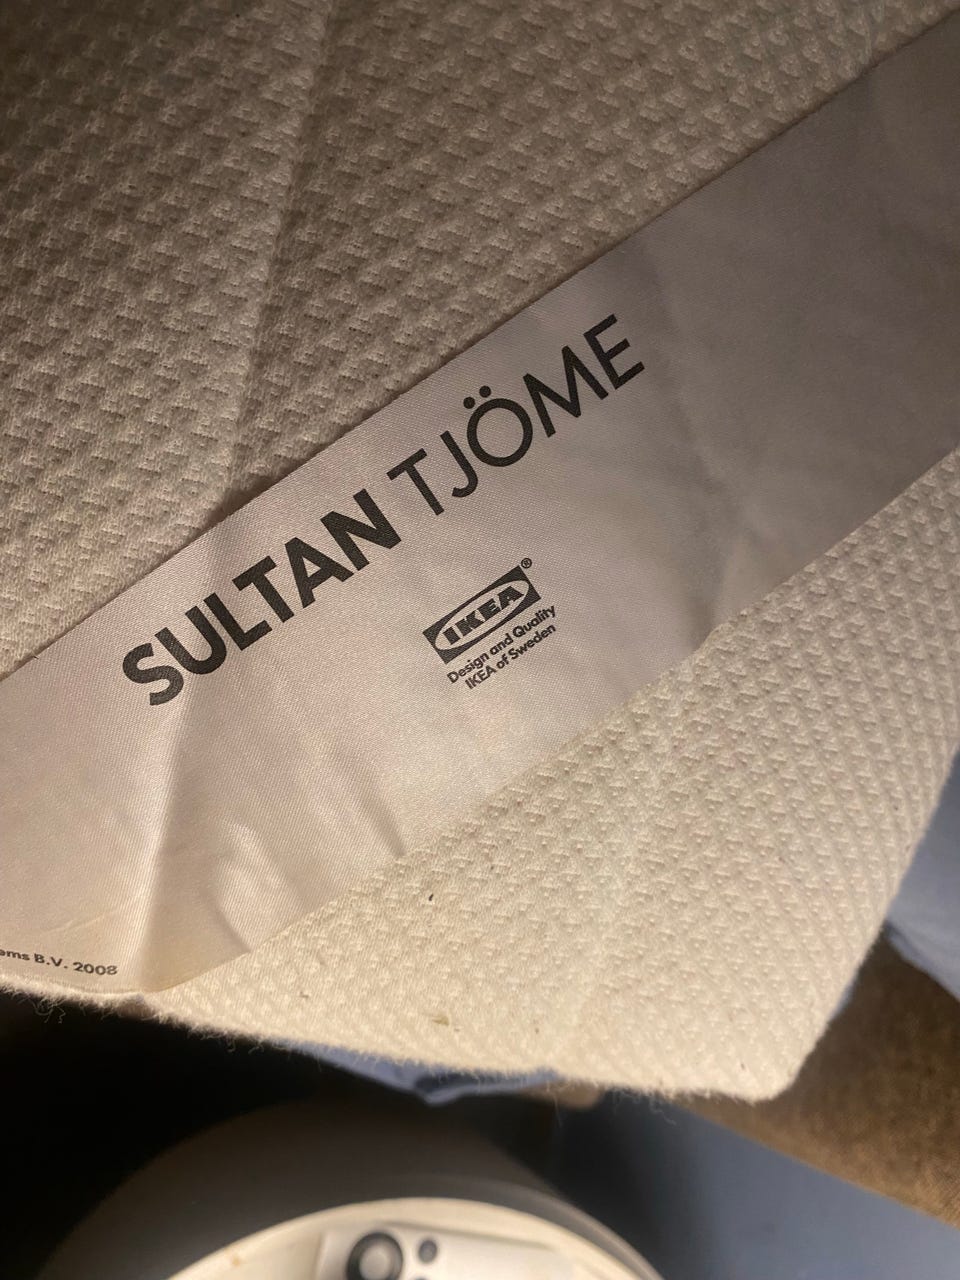 SULTAN TJÖME
IKEA®
Design and Quality
IKEA of Sweden
B.V. 2008